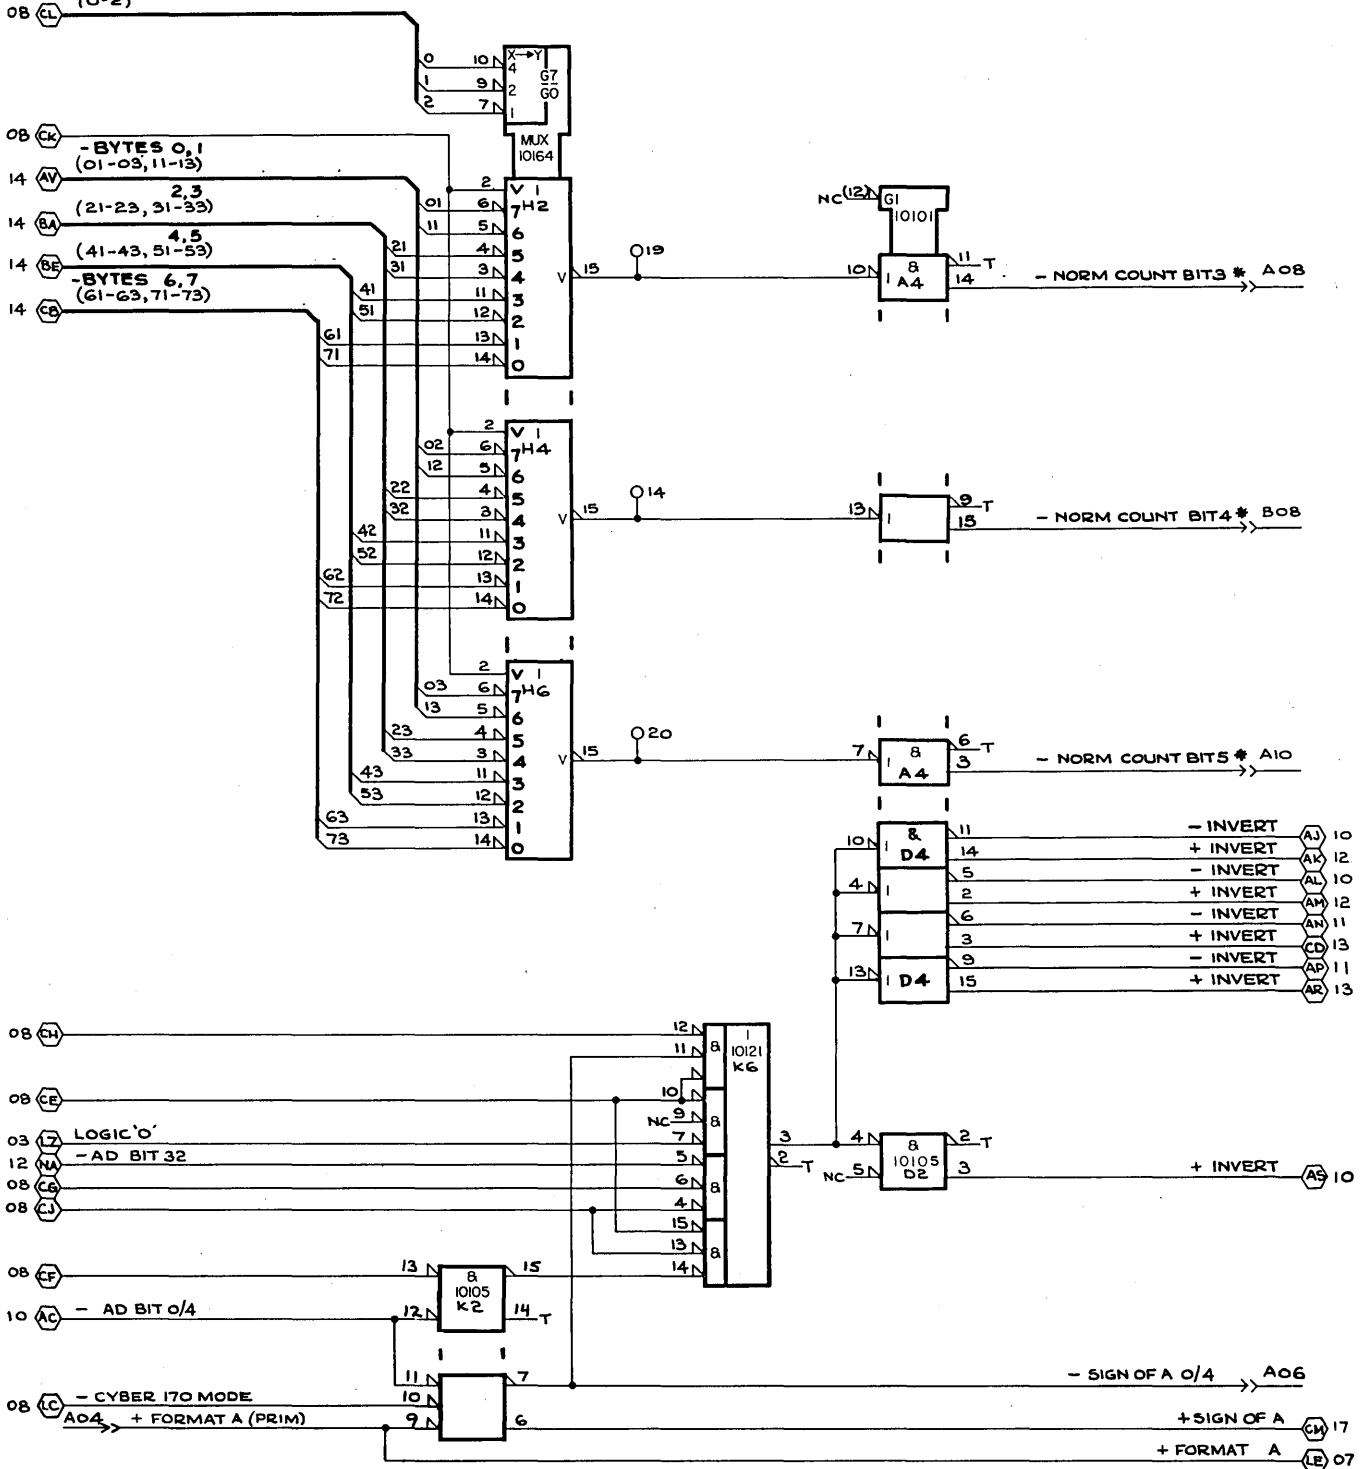 (0-2)
08 CL
0 10 X→Y
4
1 9 2 G7
G0
2 7 1
MUX
10164
08 CK
-BYTES 0,1
(01-03, 11-13)
14 AV
2,3
(21-23, 31-33)
14 BA
4,5
(41-43, 51-53)
14 BE
-BYTES 6,7
(61-63, 71-73)
14 CB
2 V 1
01 6 7 H2
11 5 6
21 4 5
31 3 4
41 11 3
51 12 2
61 13 1
71 14 0
V 15
19
NC (12) G1
10101
10 1 & A4
11 T
14 - NORM COUNT BIT3 * A08
2 V 1
02 6 7 H4
12 5 6
22 4 5
32 3 4
42 11 3
52 12 2
62 13 1
72 14 0
V 15
14
13 1
9 T
15 - NORM COUNT BIT4 * B08
2 V 1
03 6 7 H6
13 5 6
23 4 5
33 3 4
43 11 3
53 12 2
63 13 1
73 14 0
V 15
20
7 1 & A4
6 T
3 - NORM COUNT BIT5 * A10
10 1 & D4
11 - INVERT AJ 10
14 + INVERT AK 12
4 1
5 - INVERT AL 10
2 + INVERT AM 12
7 1
6 - INVERT AN 11
3 + INVERT CD 13
13 1 D4
9 - INVERT AP 11
15 + INVERT AR 13
08 CH 12
11 &
1
10121
K6
08 CE 10
NC 9 &
03 LZ LOGIC 'O' 7
12 NA - AD BIT 32 5
08 CG 6 &
08 CJ 4
15
13 &
14
3
2 T
4 & 2 T
10105
NC 5 D2 3 + INVERT AS 10
08 CF 13 & 15
10105
K2
10 AC - AD BIT 0/4 12 14 T
11 7 - SIGN OF A 0/4 A06
08 LC - CYBER 170 MODE 10
A04 + FORMAT A (PRIM) 9 6 +SIGN OF A CM 17
+ FORMAT A LE 07